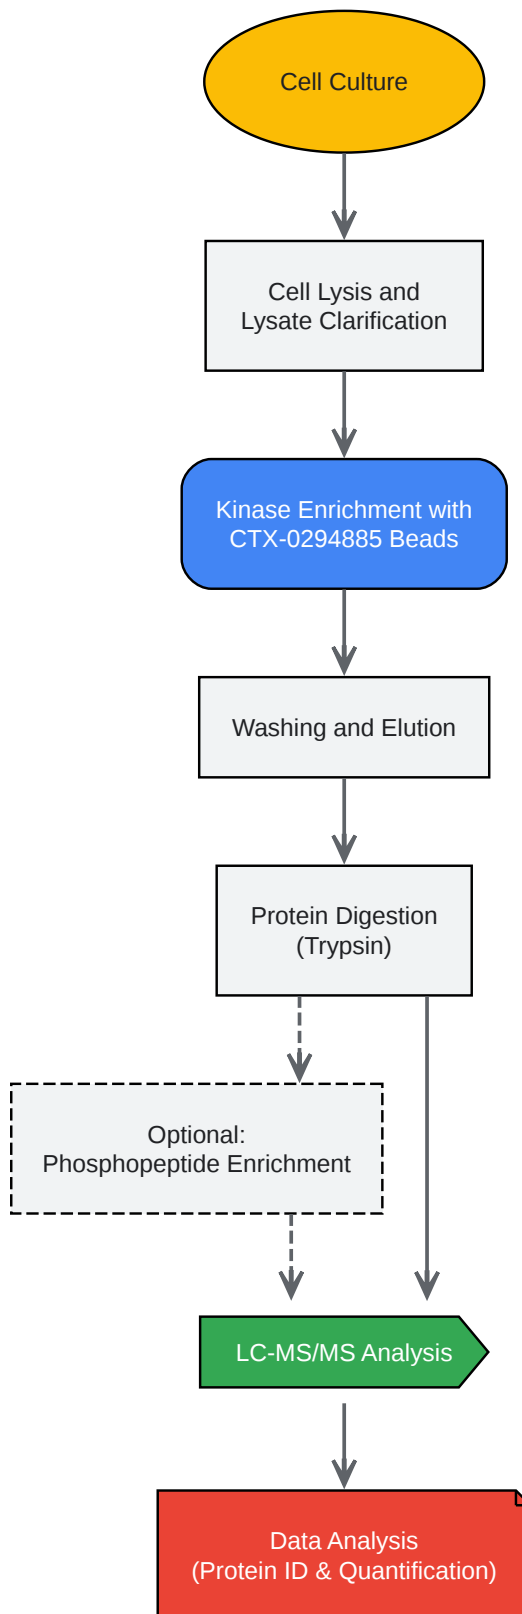 Cell Culture
Cell Lysis and
Lysate Clarification
Kinase Enrichment with
CTX-0294885 Beads
Washing and Elution
Protein Digestion
(Trypsin)
Optional:
Phosphopeptide Enrichment
LC-MS/MS Analysis
Data Analysis
(Protein ID & Quantification)